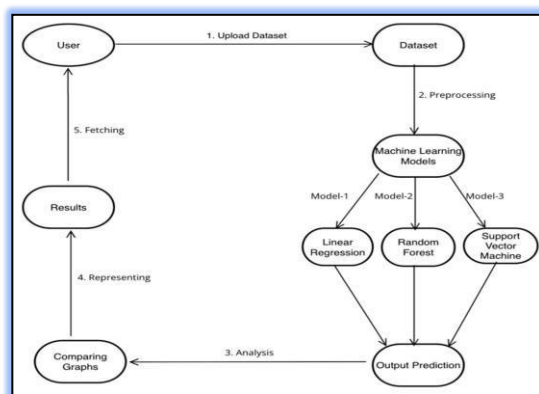 User
1. Upload Dataset
Dataset
2. Preprocessing
Machine Learning
Models
Model-1
Model-2
Model-3
Linear
Regression
Random
Forest
Support
Vector
Machine
5. Fetching
Results
4. Representing
Comparing
Graphs
3. Analysis
Output Prediction